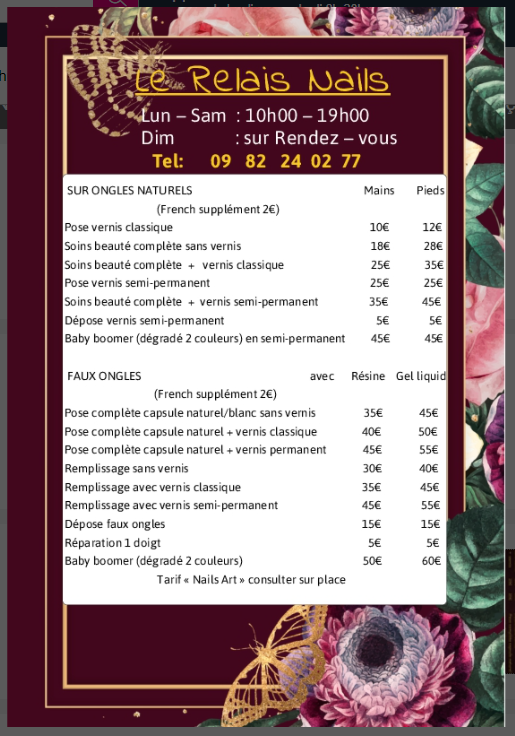 Le Relais Nails
Lun – Sam : 10h00 – 19h00
Dim : sur Rendez – vous
Tel: 09 82 24 02 77
SUR ONGLES NATURELS Mains Pieds
(French supplément 2€)
Pose vernis classique 10€ 12€
Soins beauté complète sans vernis 18€ 28€
Soins beauté complète + vernis classique 25€ 35€
Pose vernis semi-permanent 25€ 25€
Soins beauté complète + vernis semi-permanent 35€ 45€
Dépose vernis semi-permanent 5€ 5€
Baby boomer (dégradé 2 couleurs) en semi-permanent 45€ 45€
FAUX ONGLES avec Résine Gel liquid
(French supplément 2€)
Pose complète capsule naturel/blanc sans vernis 35€ 45€
Pose complète capsule naturel + vernis classique 40€ 50€
Pose complète capsule naturel + vernis permanent 45€ 55€
Remplissage sans vernis 30€ 40€
Remplissage avec vernis classique 35€ 45€
Remplissage avec vernis semi-permanent 45€ 55€
Dépose faux ongles 15€ 15€
Réparation 1 doigt 5€ 5€
Baby boomer (dégradé 2 couleurs) 50€ 60€
Tarif « Nails Art » consulter sur place